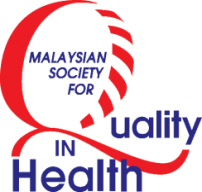 MALAYSIAN
SOCIETY
FOR
Quality
IN
Health